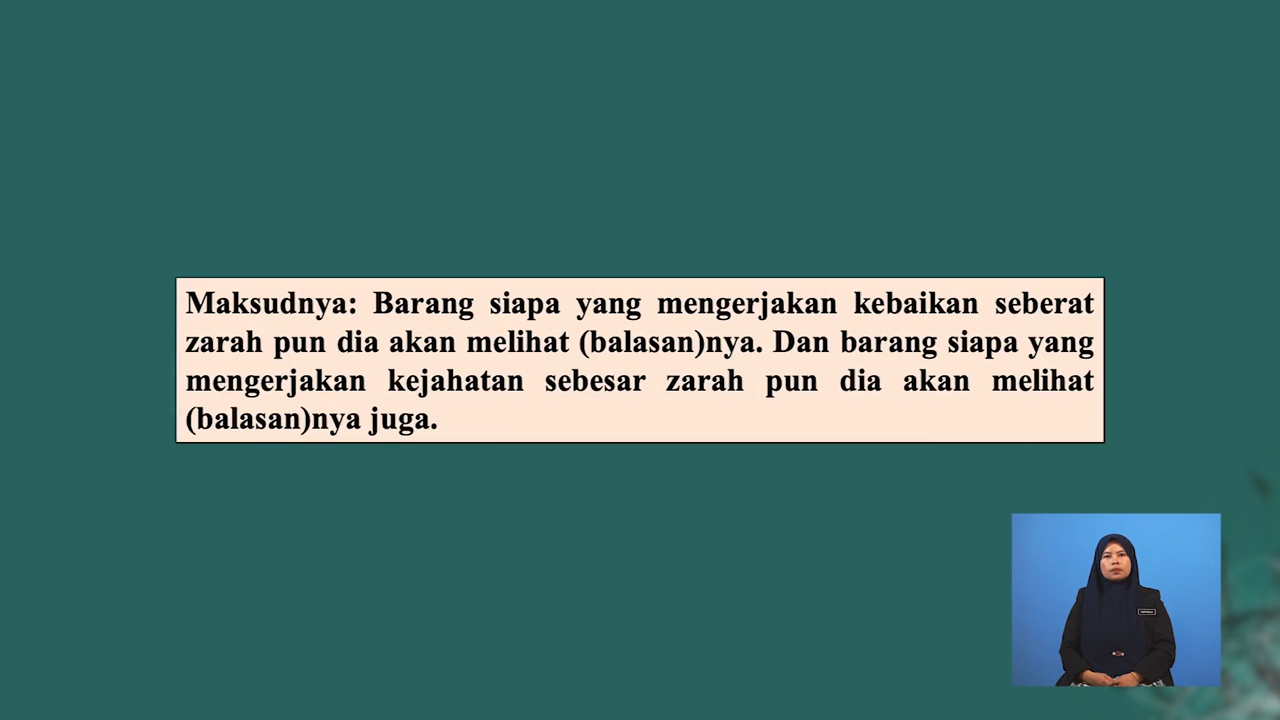 Maksudnya: Barang siapa yang mengerjakan kebaikan seberat
zarah pun dia akan melihat (balasan)nya. Dan barang siapa yang
mengerjakan kejahatan sebesar zarah pun dia akan melihat
(balasan)nya juga.